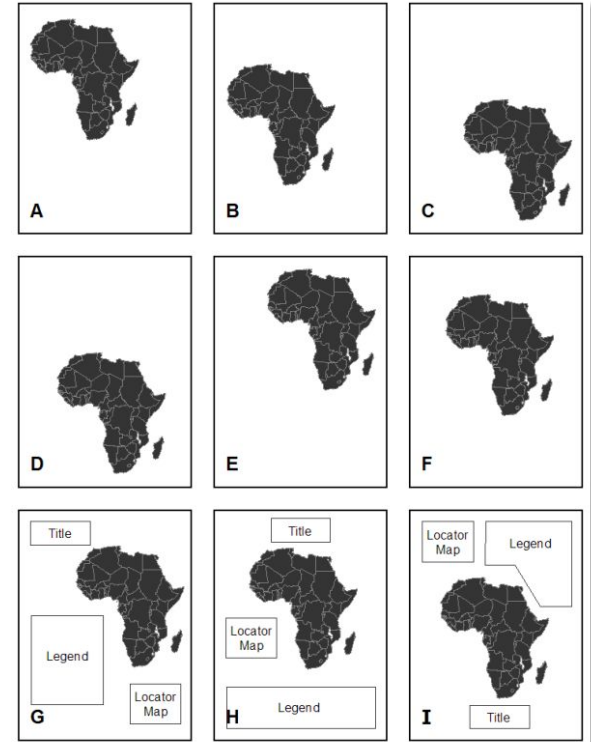 A
B
C
D
E
F
Title
Legend
Locator
Map
G
Title
Locator
Map
Legend
H
Locator
Map
Legend
Title
I